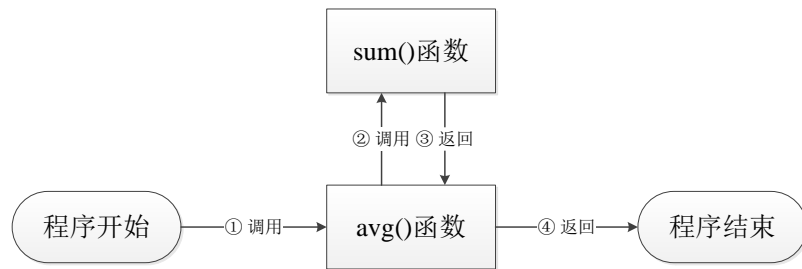 sum()函数
② 调用
③ 返回
程序开始
① 调用
avg()函数
④ 返回
程序结束